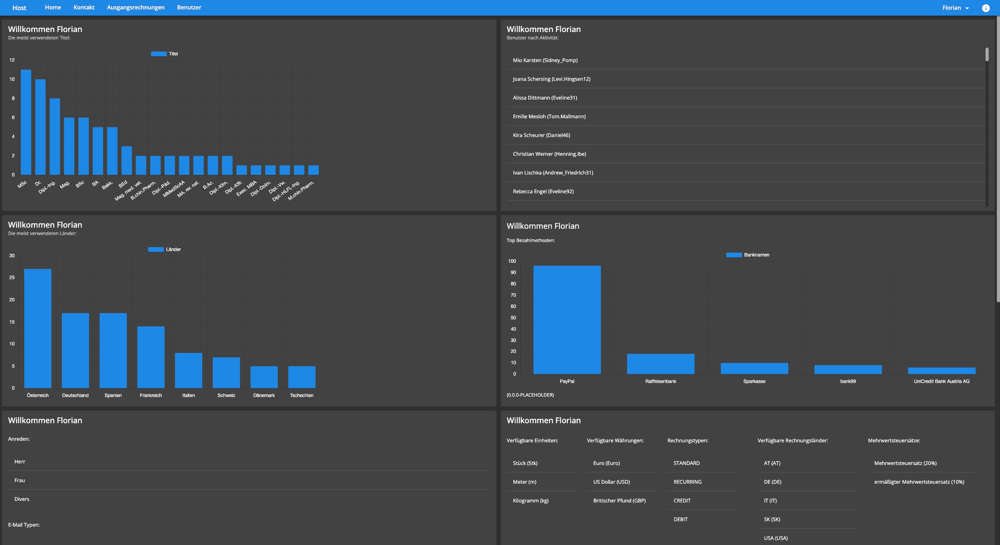 Host Home Kontakt Ausgangsrechnungen Benutzer Florian
Willkommen Florian
Die meist verwendeten Titel:
Titel
12
10
8
6
4
2
0
MSc Dr. Dipl.-Ing. Mag. BSc BA Bakk. BEd Mag. med. vet. B.chin.Pharm. Dipl.-Päd. MMedScAA MA. rer. nat. B.Ac. Dipl.-Kfm. Dipl.-Kffr. Exec. MBA Dipl.-Dolm. Dipl.-Vw. Dipl.-HLFL-Ing. M.chin.Pharm.
Willkommen Florian
Benutzer nach Aktivität:
Mio Karsten (Sidney_Pomp)
Joana Schersing (Levi.Hingsen12)
Alissa Dittmann (Eveline31)
Emilie Mesloh (Tom.Mallmann)
Kira Scheurer (Daniel46)
Christian Werner (Henning.Ibe)
Ivan Lischka (Andrew_Friedrich31)
Rebecca Engel (Eveline92)
Willkommen Florian
Die meist verwendeten Länder:
Länder
30
25
20
15
10
5
0
Österreich Deutschland Spanien Frankreich Italien Schweiz Dänemark Tschechien
Willkommen Florian
Top Bezahlmethoden:
Banknamen
100
90
80
70
60
50
40
30
20
10
0
PayPal Raiffeisenbank Sparkasse bank99 UniCredit Bank Austria AG
(0.0.0-PLACEHOLDER)
Willkommen Florian
Anreden:
Herr
Frau
Divers
E-Mail Typen:
Willkommen Florian
Verfügbare Einheiten:
Stück (Stk)
Meter (m)
Kilogramm (kg)
Verfügbare Währungen:
Euro (Euro)
US Dollar (USD)
Britischer Pfund (GBP)
Rechnungstypen:
STANDARD
RECURRING
CREDIT
DEBIT
Verfügbare Rechnungsländer:
AT (AT)
DE (DE)
IT (IT)
SK (SK)
USA (USA)
Mehrwertsteuersätze:
Mehrwertsteuersatz (20%)
ermäßigter Mehrwertsteuersatz (10%)